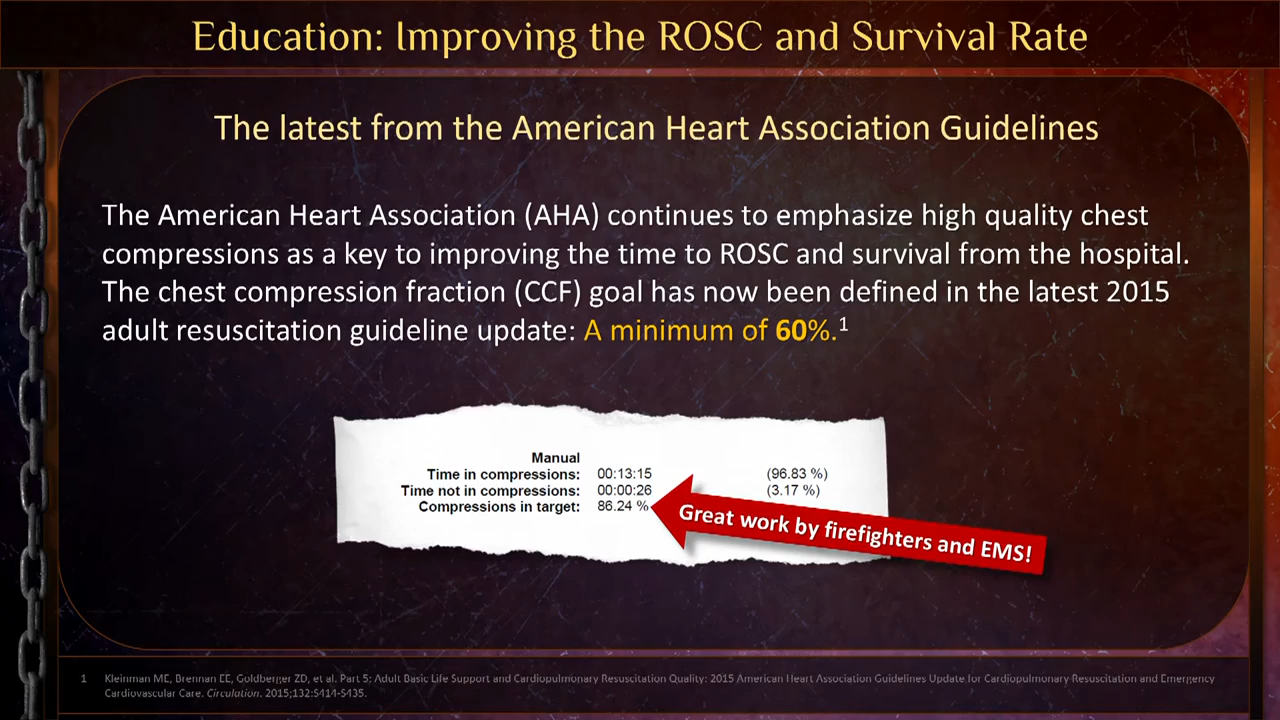 Education: Improving the ROSC and Survival Rate
The latest from the American Heart Association Guidelines
The American Heart Association (AHA) continues to emphasize high quality chest
compressions as a key to improving the time to ROSC and survival from the hospital.
The chest compression fraction (CCF) goal has now been defined in the latest 2015
adult resuscitation guideline update: A minimum of 60%.¹
Manual
Time in compressions: 00:13:15 (96.83 %)
Time not in compressions: 00:00:26 (3.17 %)
Compressions in target: 86.24 %
Great work by firefighters and EMS!
1 Kleinman ME, Brennan EE, Goldberger ZD, et al. Part 5: Adult Basic Life Support and Cardiopulmonary Resuscitation Quality: 2015 American Heart Association Guidelines Update for Cardiopulmonary Resuscitation and Emergency
Cardiovascular Care. Circulation. 2015;132:S414-S435.